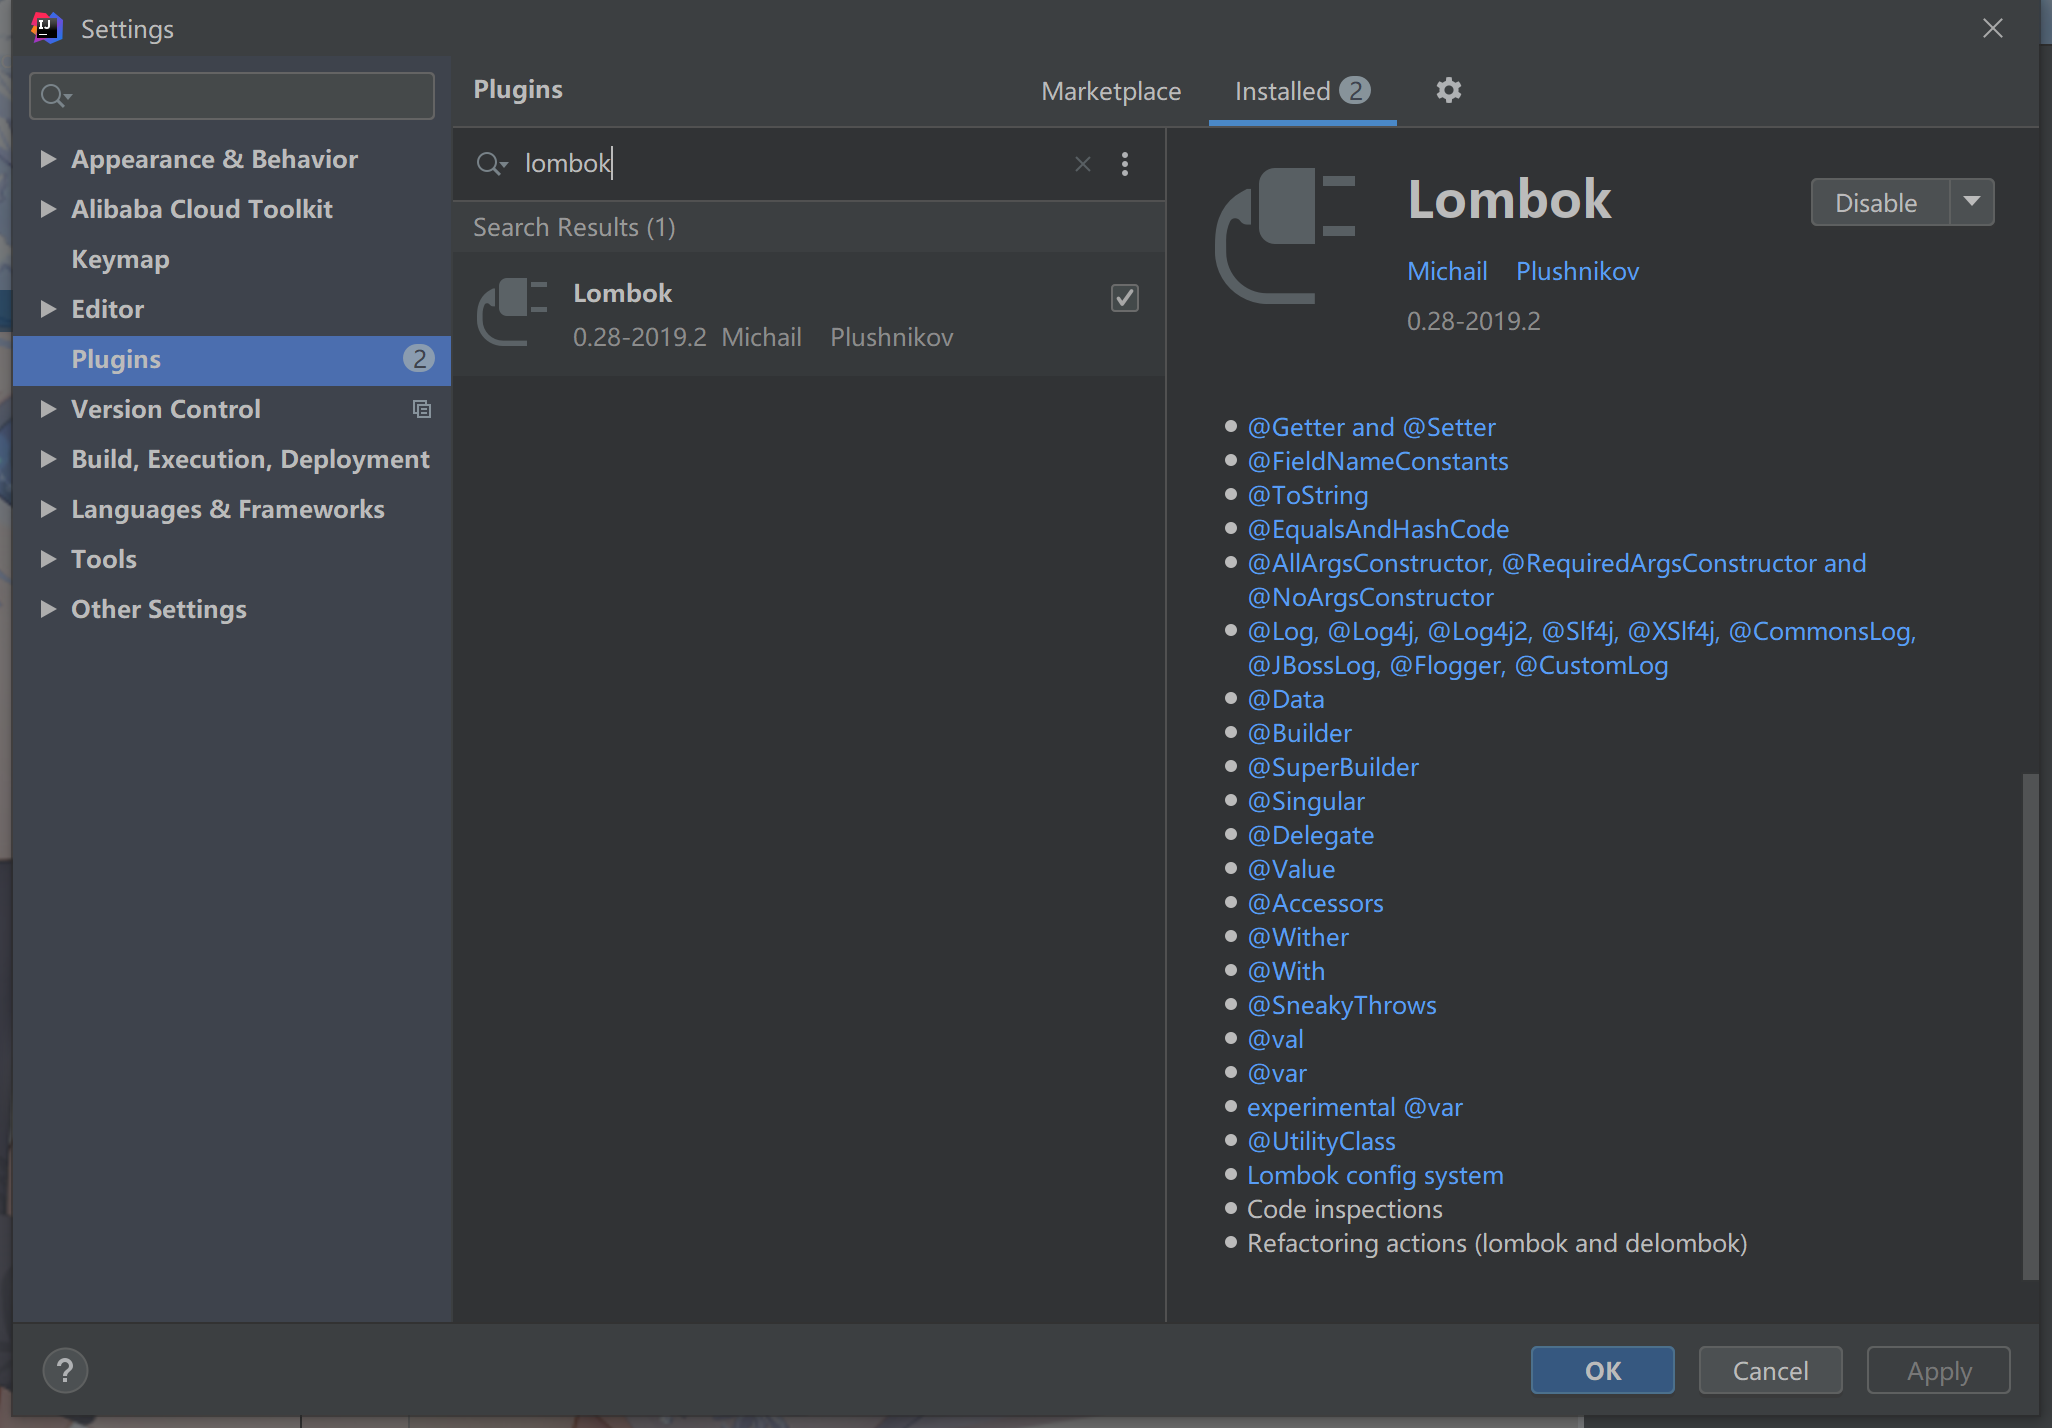 IJ
Settings
Appearance & Behavior
Alibaba Cloud Toolkit
Keymap
Editor
Plugins 2
Version Control
Build, Execution, Deployment
Languages & Frameworks
Tools
Other Settings
Plugins
Marketplace
Installed 2
lombok
Search Results (1)
Lombok
0.28-2019.2 Michail Plushnikov
Lombok
Disable
Michail Plushnikov
0.28-2019.2
@Getter and @Setter
@FieldNameConstants
@ToString
@EqualsAndHashCode
@AllArgsConstructor, @RequiredArgsConstructor and
@NoArgsConstructor
@Log, @Log4j, @Log4j2, @Slf4j, @XSlf4j, @CommonsLog,
@JBossLog, @Flogger, @CustomLog
@Data
@Builder
@SuperBuilder
@Singular
@Delegate
@Value
@Accessors
@Wither
@With
@SneakyThrows
@val
@var
experimental @var
@UtilityClass
Lombok config system
Code inspections
Refactoring actions (lombok and delombok)
?
OK
Cancel
Apply